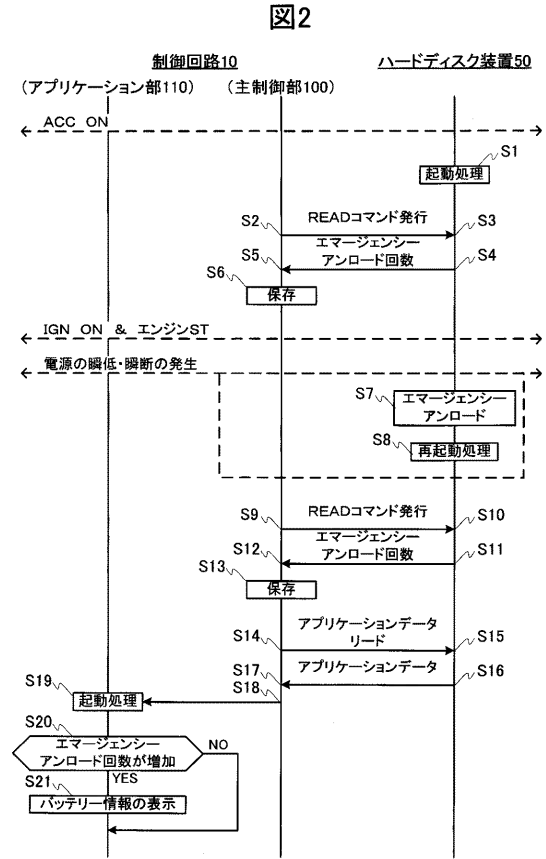 図2
制御回路10
ハードディスク装置50
(アプリケーション部110)
(主制御部100)
ACC ON
S1
起動処理
S2
READコマンド発行
S3
S5
エマージェンシー
アンロード回数
S4
S6
保存
IGN ON & エンジンST
電源の瞬低・瞬断の発生
S7
エマージェンシー
アンロード
S8
再起動処理
S9
READコマンド発行
S10
S12
エマージェンシー
アンロード回数
S11
S13
保存
S14
アプリケーションデータ
リード
S15
S17
アプリケーションデータ
S16
S18
S19
起動処理
S20
エマージェンシー
アンロード回数が増加
NO
YES
S21
バッテリー情報の表示